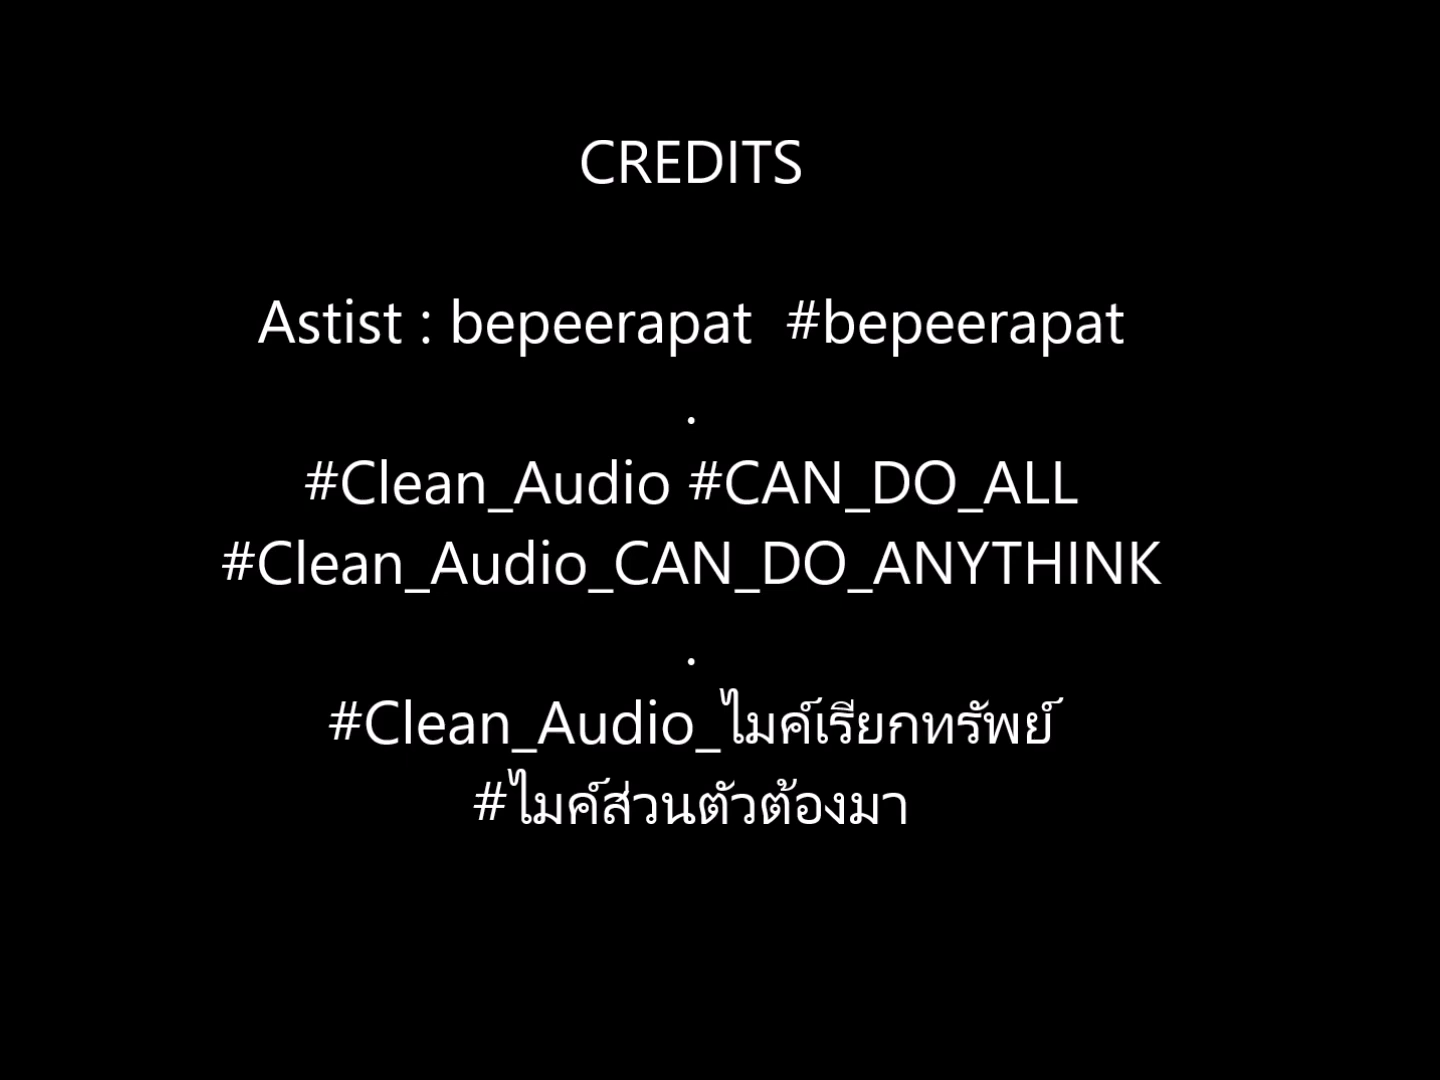 CREDITS
Astist : bepeerapat  #bepeerapat
.
#Clean_Audio #CAN_DO_ALL
#Clean_Audio_CAN_DO_ANYTHINK
.
#Clean_Audio_ไมค์เรียกทรัพย์
#ไมค์ส่วนตัวต้องมา